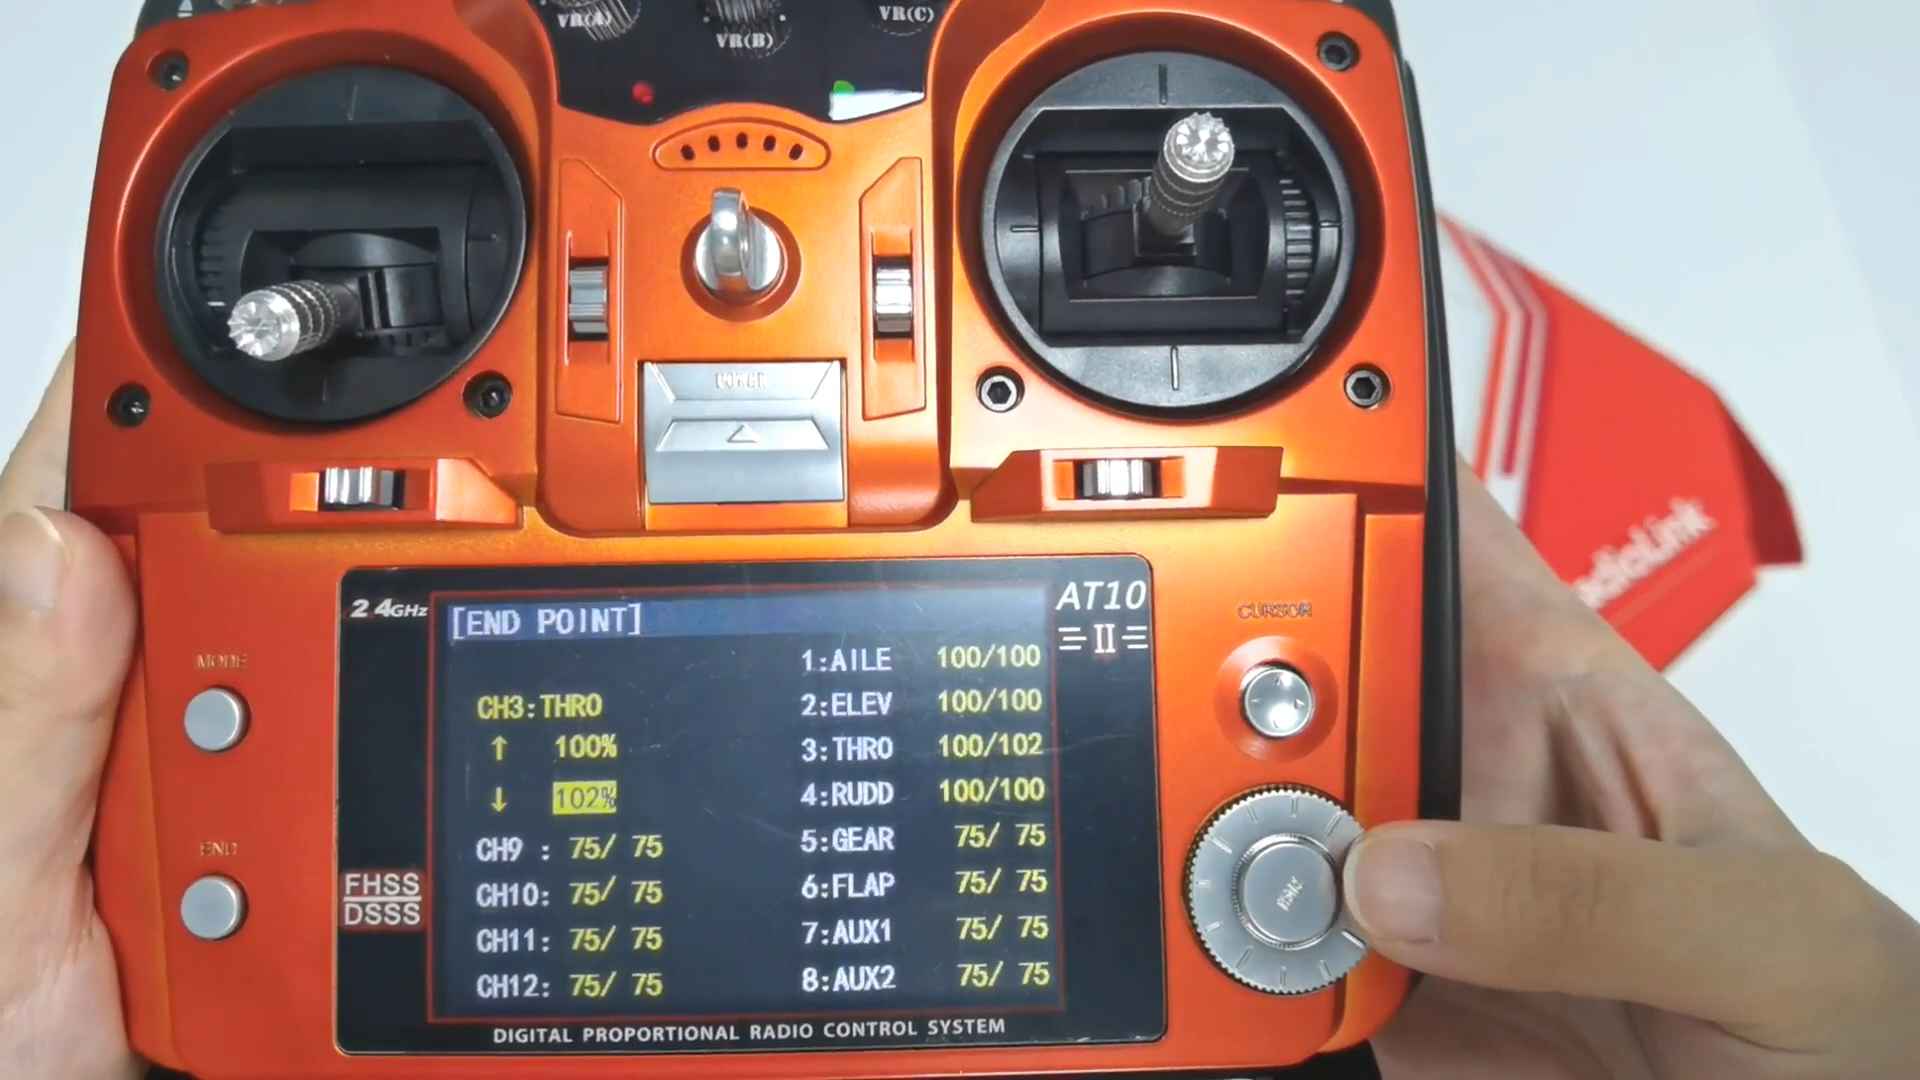 VR(A)
VR(B)
VR(C)
POWER
2.4GHz
AT10
II
[END POINT]
CH3:THRO
↑ 100%
↓ 102%
CH9 : 75/ 75
CH10: 75/ 75
CH11: 75/ 75
CH12: 75/ 75
1:AILE 100/100
2:ELEV 100/100
3:THRO 100/102
4:RUDD 100/100
5:GEAR 75/ 75
6:FLAP 75/ 75
7:AUX1 75/ 75
8:AUX2 75/ 75
MODE
END
FHSS
DSSS
CURSOR
PUSH
DIGITAL PROPORTIONAL RADIO CONTROL SYSTEM